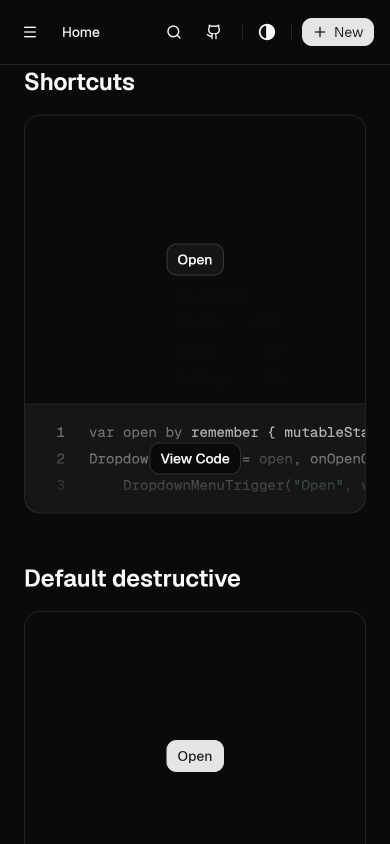 Home
New
Shortcuts
Open
1 var open by remember { mutableSta
2 Dropdow = open, onOpenC
View Code
3 DropdownMenuTrigger("Open", v
Default destructive
Open